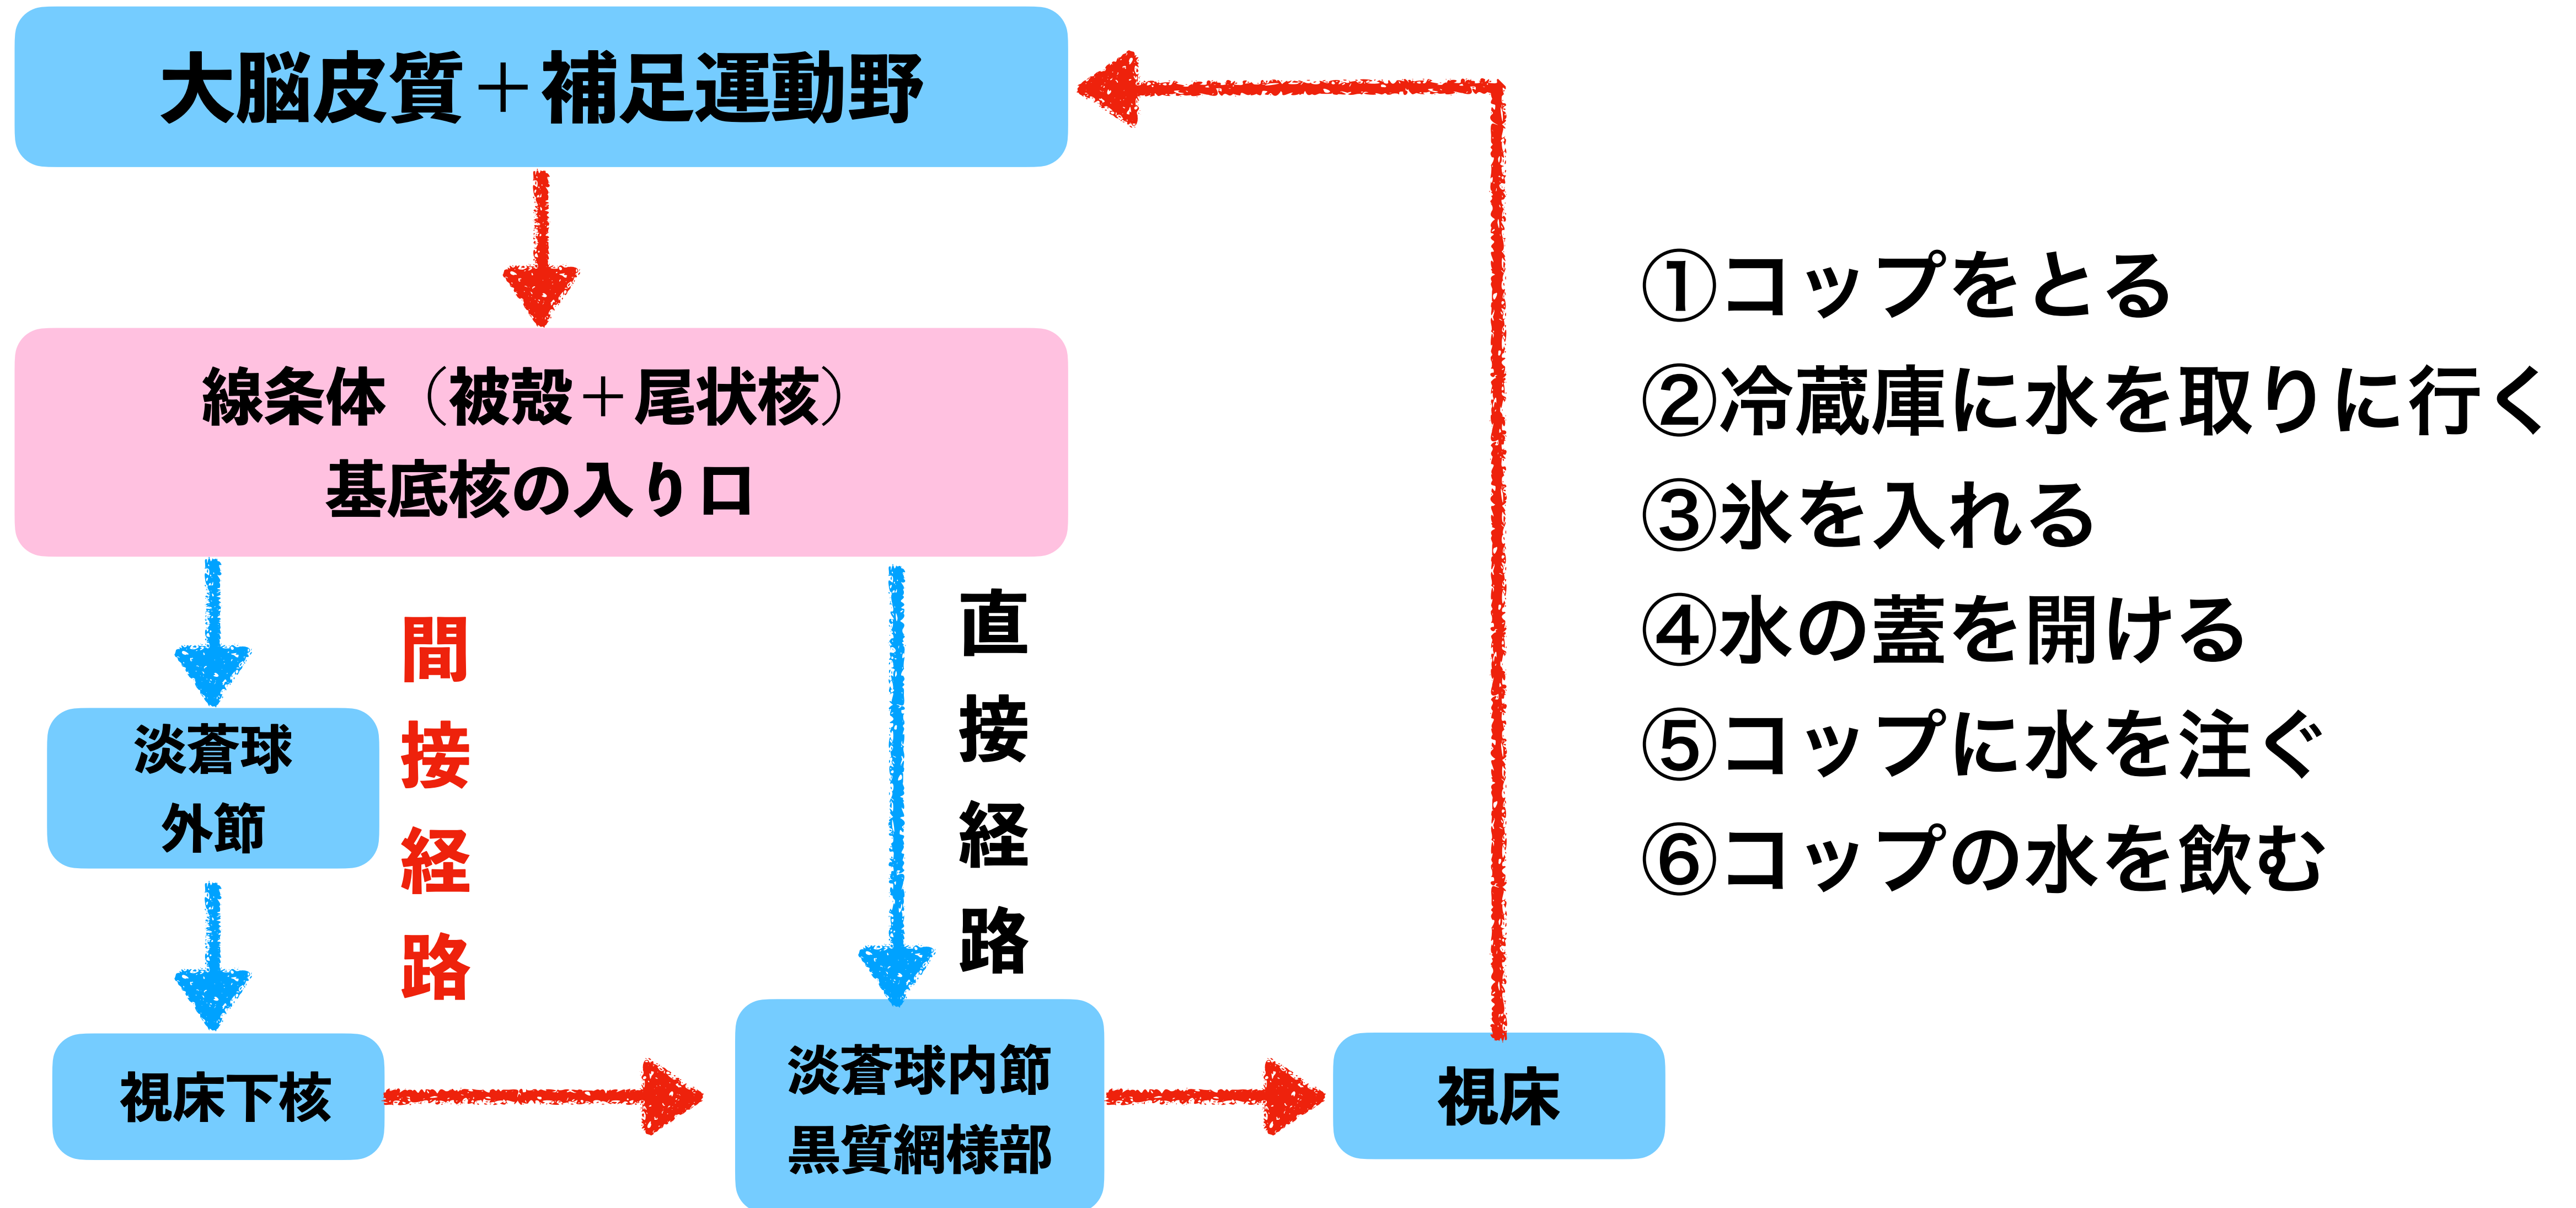 大脳皮質＋補足運動野
線条体（被殻＋尾状核）
基底核の入り口
間接経路
直接経路
淡蒼球
外節
視床下核
淡蒼球内節
黒質網様部
視床
①コップをとる
②冷蔵庫に水を取りに行く
③氷を入れる
④水の蓋を開ける
⑤コップに水を注ぐ
⑥コップの水を飲む